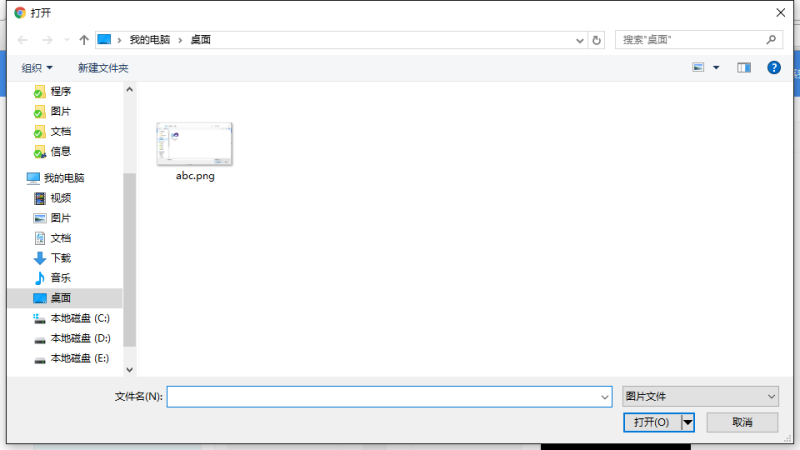 打开
我的电脑 桌面
搜索"桌面"
组织 新建文件夹
程序
图片
文档
信息
我的电脑
视频
图片
文档
下载
音乐
桌面
本地磁盘 (C:)
本地磁盘 (D:)
本地磁盘 (E:)
abc.png
文件名(N):
图片文件
打开(O)
取消